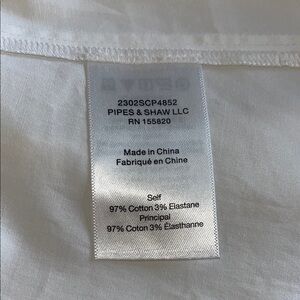 2302SCP4852
PIPES & SHAW LLC
RN 155820
Made in China
Fabriqué en Chine
Self
97% Cotton 3% Elastane
Principal
97% Coton 3% Élasthanne